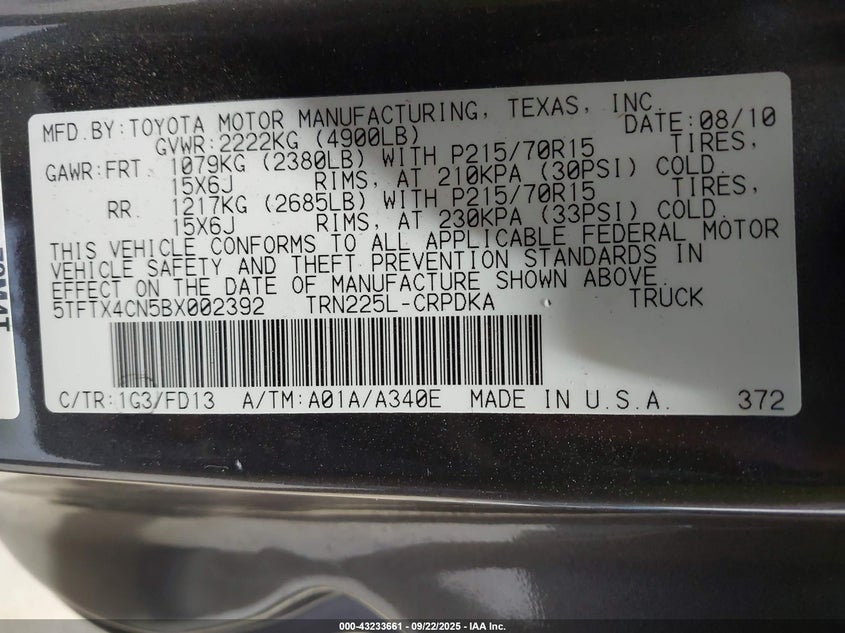 MFD.BY:TOYOTA MOTOR MANUFACTURING, TEXAS, INC.
GVWR:2222KG (4900LB) DATE:08/10
GAWR:FRT. 1079KG (2380LB) WITH P215/70R15 TIRES,
15X6J RIMS, AT 210KPA (30PSI) COLD.
RR. 1217KG (2685LB) WITH P215/70R15 TIRES,
15X6J RIMS, AT 230KPA (33PSI) COLD.
THIS VEHICLE CONFORMS TO ALL APPLICABLE FEDERAL MOTOR
VEHICLE SAFETY AND THEFT PREVENTION STANDARDS IN
EFFECT ON THE DATE OF MANUFACTURE SHOWN ABOVE.
5TFTX4CN5BX002392 TRN225L-CRPDKA TRUCK
C/TR:1G3/FD13 A/TM:A01A/A340E MADE IN U.S.A. 372
000-43233661 - 09/22/2025 - IAA Inc.